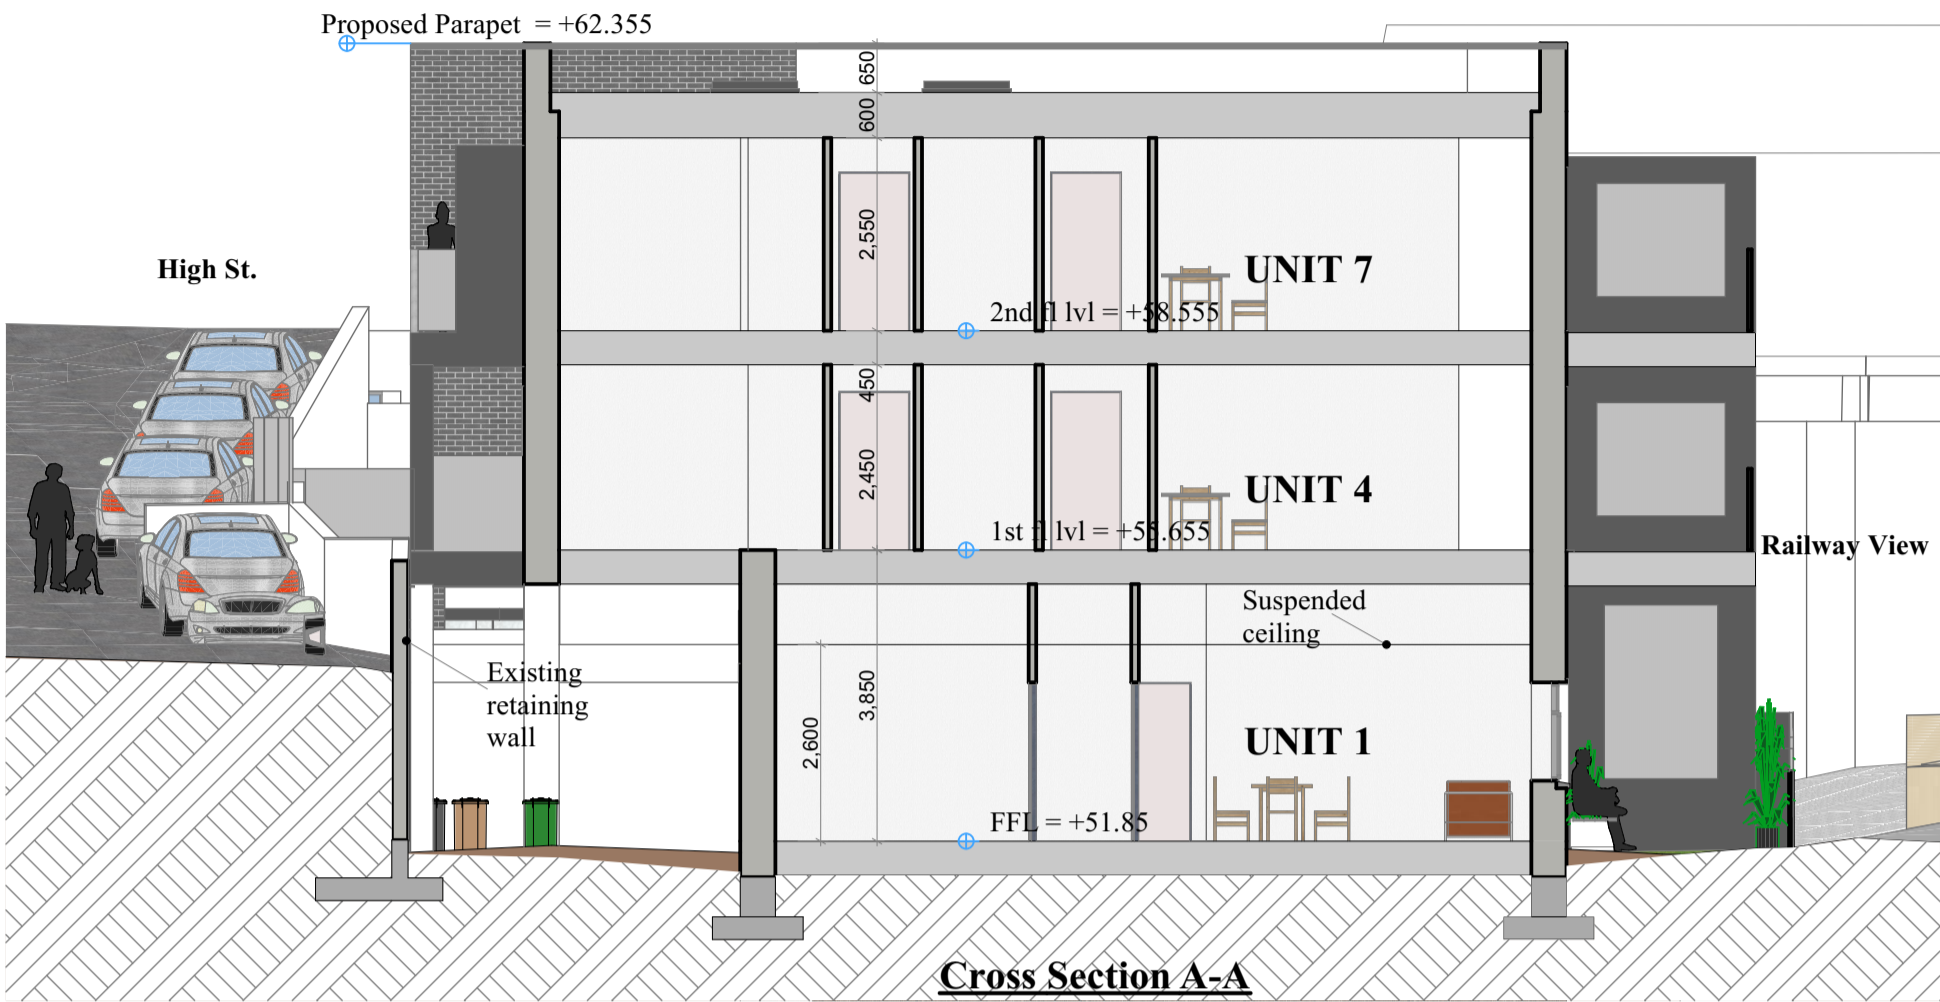 Proposed Parapet = +62.355
650
600
2,550
High St.
UNIT 7
2nd fl lvl = +58.555
450
2,450
UNIT 4
1st fl lvl = +55.655
Railway View
Suspended
ceiling
Existing
retaining
wall
3,850
2,600
UNIT 1
FFL = +51.85
Cross Section A-A